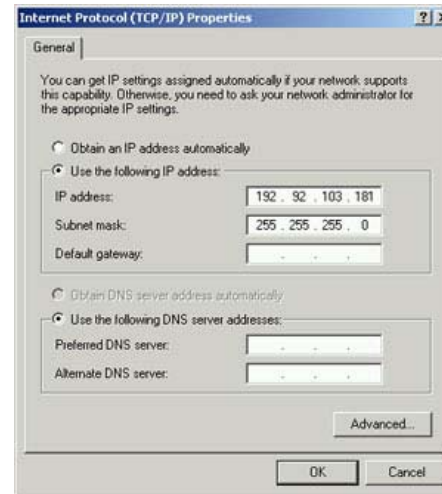 Internet Protocol (TCP/IP) Properties
General
You can get IP settings assigned automatically if your network supports
this capability. Otherwise, you need to ask your network administrator for
the appropriate IP settings.
Obtain an IP address automatically
Use the following IP address:
IP address: 192 . 92 . 103 . 181
Subnet mask: 255 . 255 . 255 . 0
Default gateway: . . .
Obtain DNS server address automatically
Use the following DNS server addresses:
Preferred DNS server: . . .
Alternate DNS server: . . .
Advanced...
OK Cancel